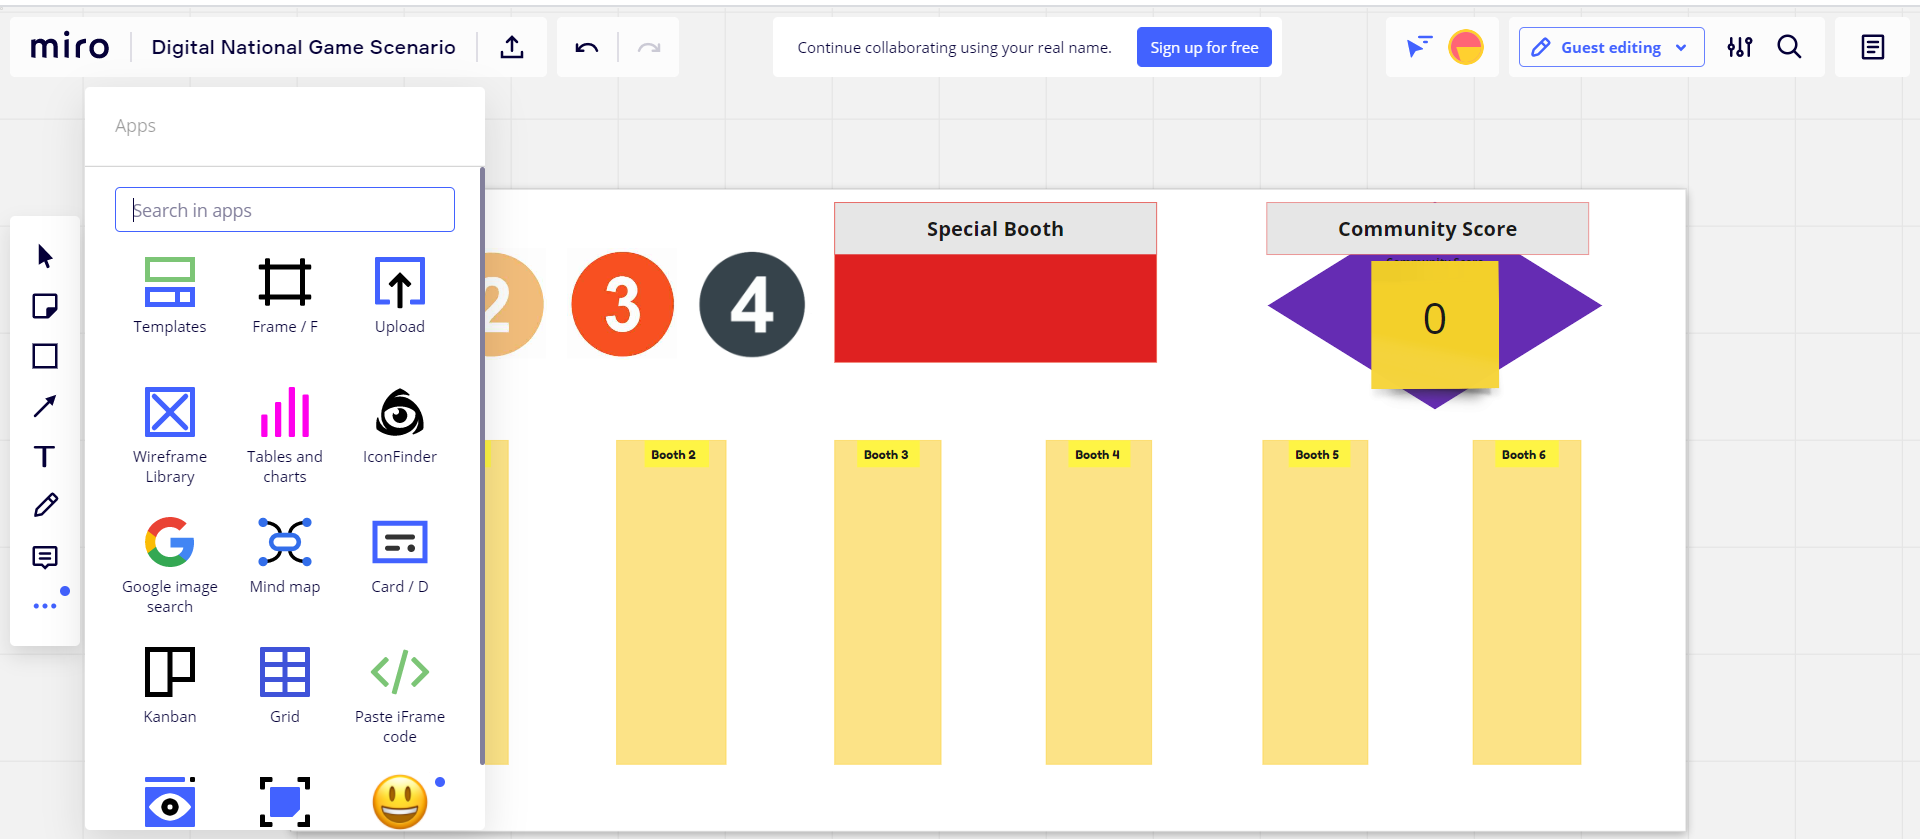 miro
Digital National Game Scenario
Continue collaborating using your real name.
Sign up for free
Guest editing
Apps
Search in apps
Templates
Frame / F
Upload
Wireframe
Library
Tables and
charts
IconFinder
Google image
search
Mind map
Card / D
Kanban
Grid
Paste iFrame
code
2
3
4
Special Booth
Community Score
Community Score
0
Booth 2
Booth 3
Booth 4
Booth 5
Booth 6